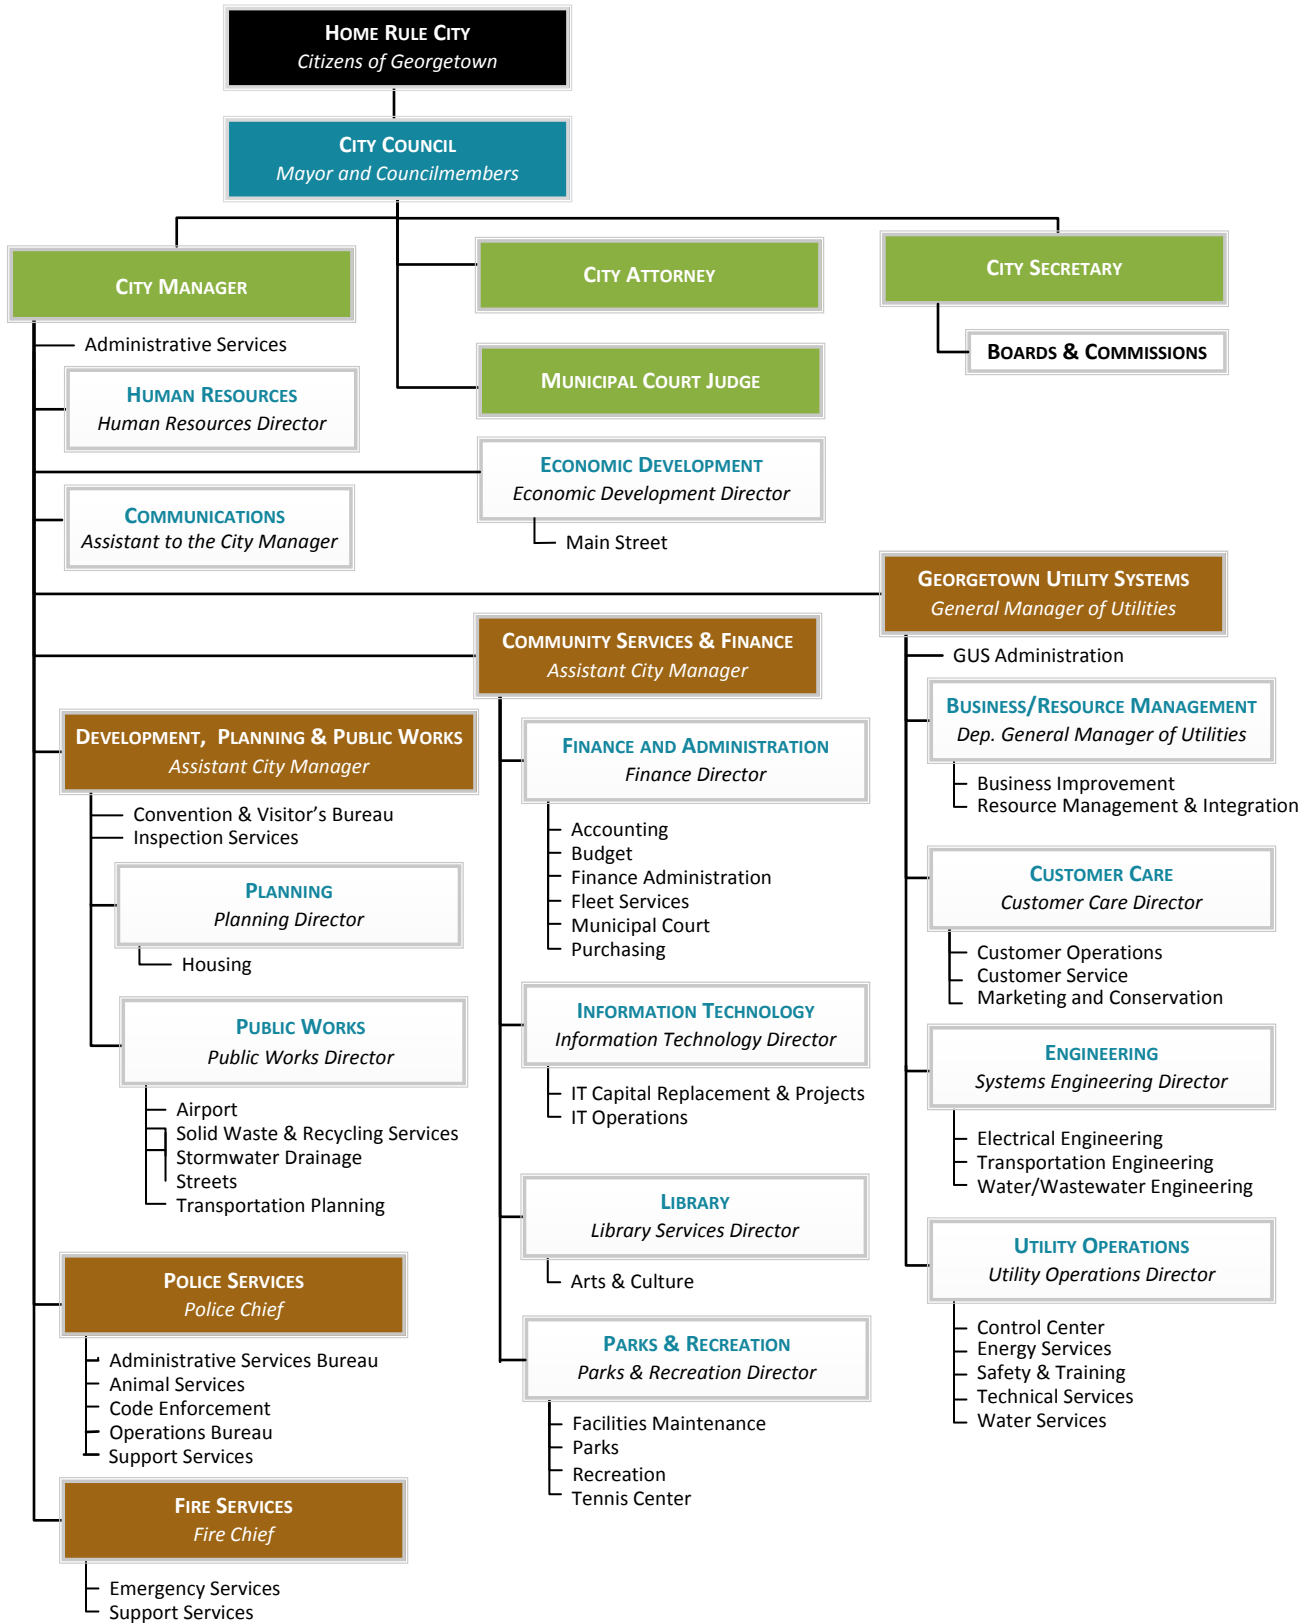 HOME RULE CITY
Citizens of Georgetown
CITY COUNCIL
Mayor and Councilmembers
CITY MANAGER
CITY ATTORNEY
CITY SECRETARY
BOARDS & COMMISSIONS
MUNICIPAL COURT JUDGE
Administrative Services
HUMAN RESOURCES
Human Resources Director
ECONOMIC DEVELOPMENT
Economic Development Director
Main Street
COMMUNICATIONS
Assistant to the City Manager
GEORGETOWN UTILITY SYSTEMS
General Manager of Utilities
GUS Administration
BUSINESS/RESOURCE MANAGEMENT
Dep. General Manager of Utilities
Business Improvement
Resource Management & Integration
CUSTOMER CARE
Customer Care Director
Customer Operations
Customer Service
Marketing and Conservation
ENGINEERING
Systems Engineering Director
Electrical Engineering
Transportation Engineering
Water/Wastewater Engineering
UTILITY OPERATIONS
Utility Operations Director
Control Center
Energy Services
Safety & Training
Technical Services
Water Services
COMMUNITY SERVICES & FINANCE
Assistant City Manager
FINANCE AND ADMINISTRATION
Finance Director
Accounting
Budget
Finance Administration
Fleet Services
Municipal Court
Purchasing
INFORMATION TECHNOLOGY
Information Technology Director
IT Capital Replacement & Projects
IT Operations
LIBRARY
Library Services Director
Arts & Culture
PARKS & RECREATION
Parks & Recreation Director
Facilities Maintenance
Parks
Recreation
Tennis Center
DEVELOPMENT, PLANNING & PUBLIC WORKS
Assistant City Manager
Convention & Visitor’s Bureau
Inspection Services
PLANNING
Planning Director
Housing
PUBLIC WORKS
Public Works Director
Airport
Solid Waste & Recycling Services
Stormwater Drainage
Streets
Transportation Planning
POLICE SERVICES
Police Chief
Administrative Services Bureau
Animal Services
Code Enforcement
Operations Bureau
Support Services
FIRE SERVICES
Fire Chief
Emergency Services
Support Services